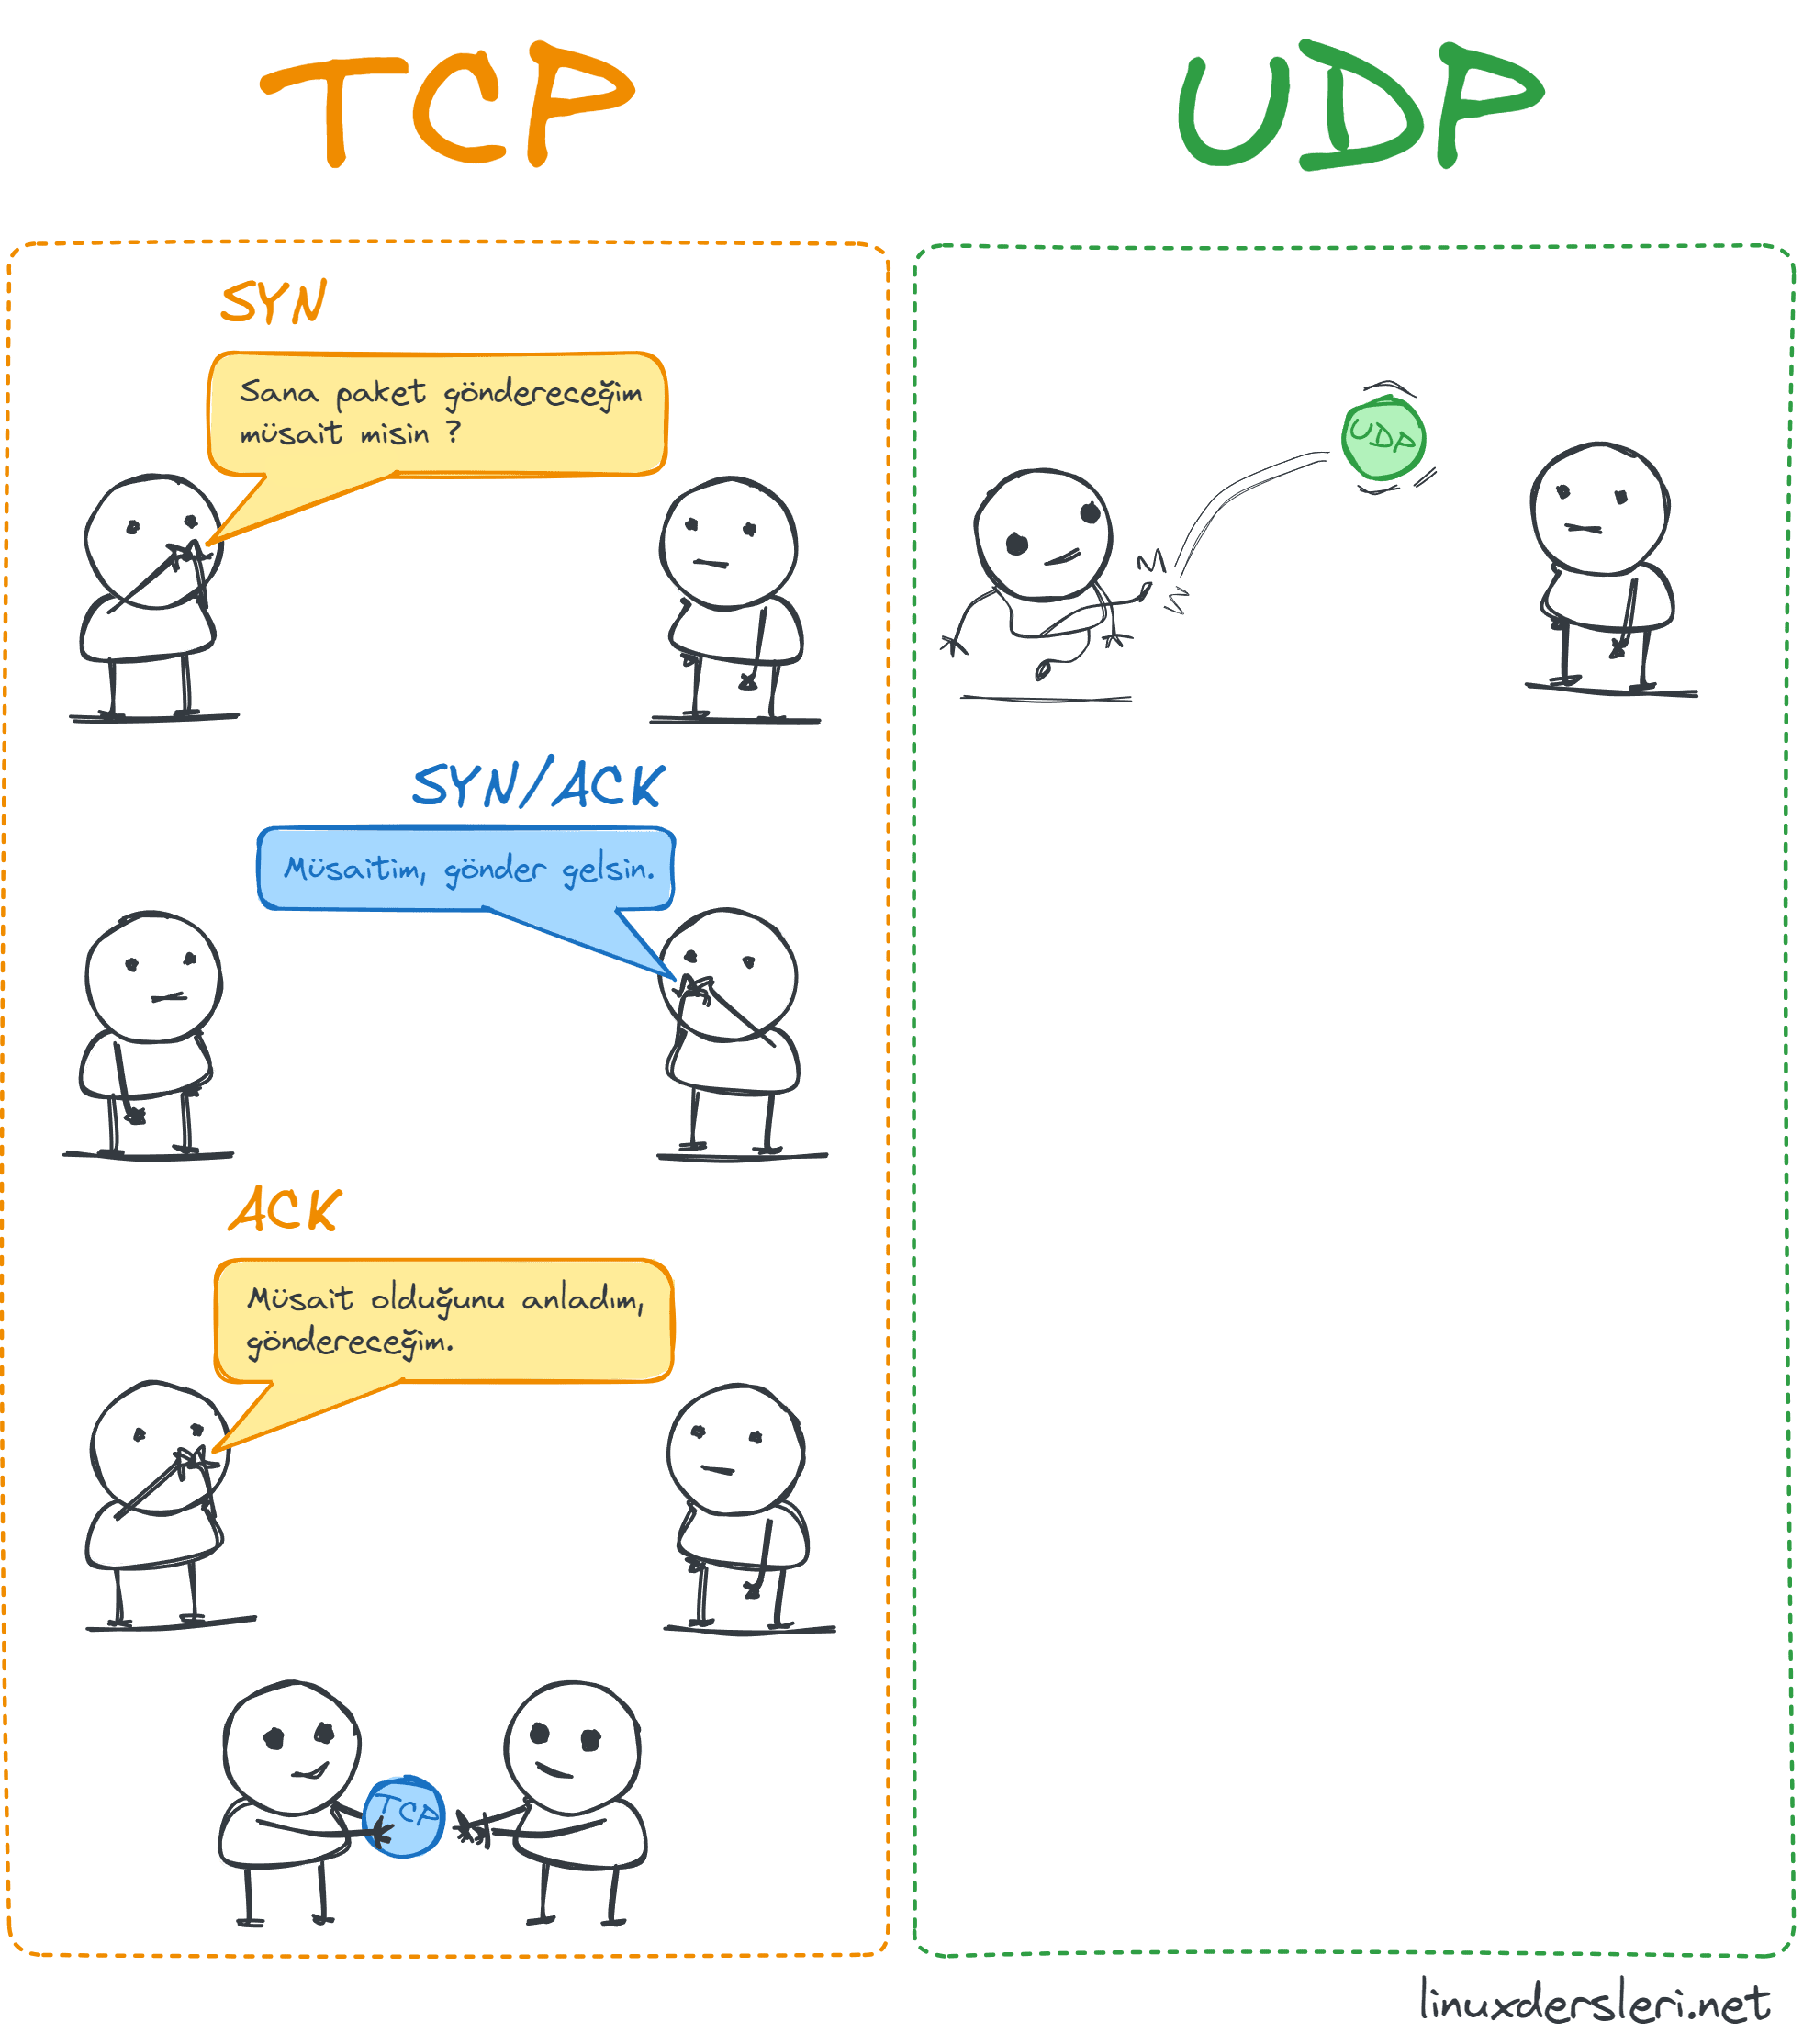 TCP
UDP
SYN
Sana paket göndereceğim
müsait misin ?
UDP
SYN/ACK
Müsaitim, gönder gelsin.
ACK
Müsait olduğunu anladım,
göndereceğim.
TCP
linuxdersleri.net